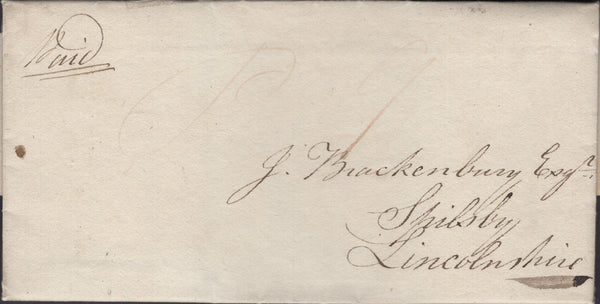 Paid
J. Brackenbury Esqr.
Spilsby
Lincolnshire